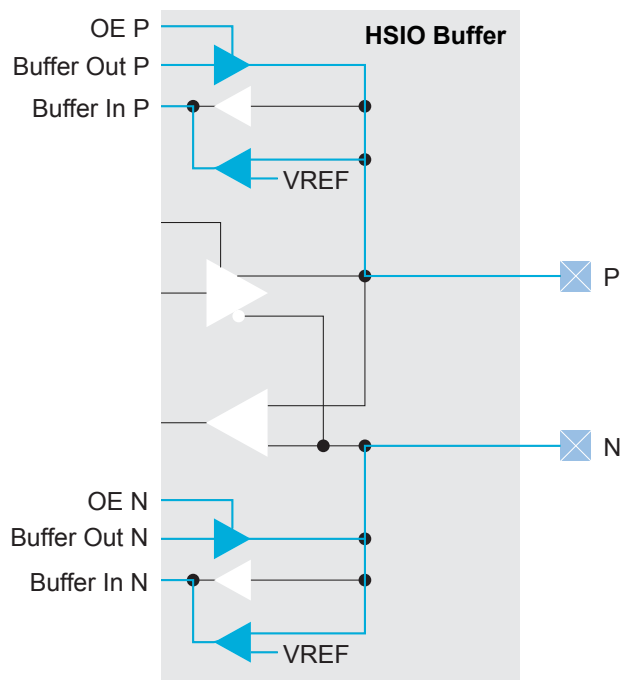 OE P
HSIO Buffer
Buffer Out P
Buffer In P
VREF
P
N
OE N
Buffer Out N
Buffer In N
VREF